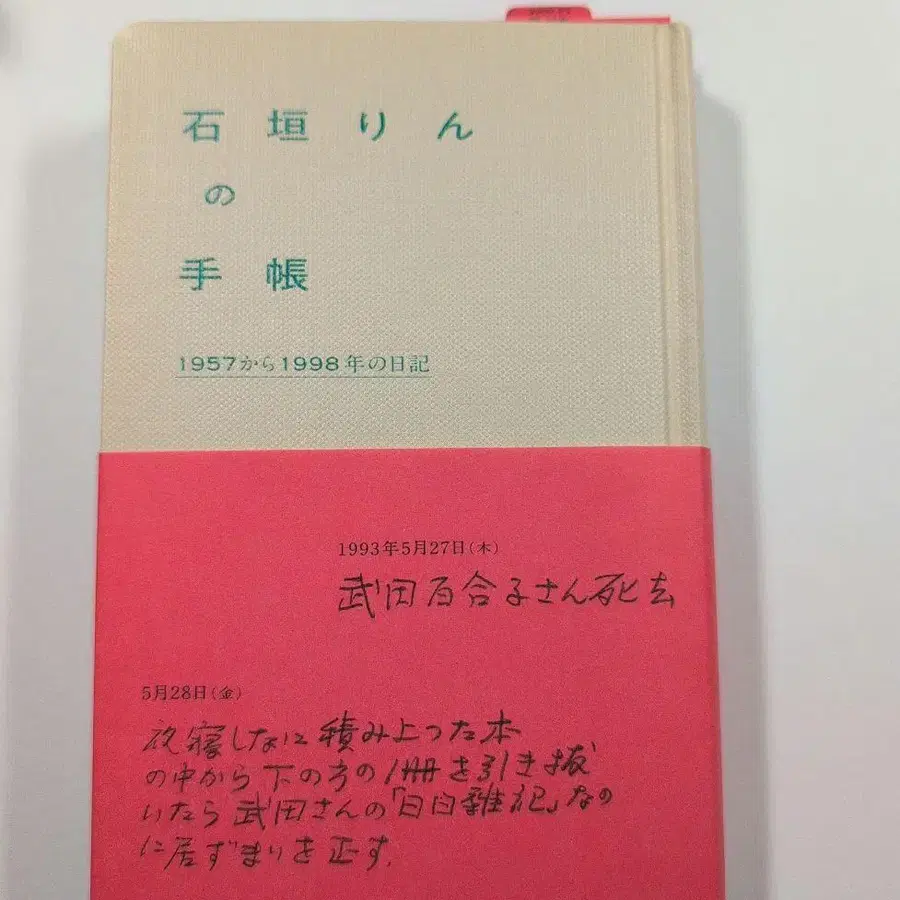 石垣りん
の
手帳
1957から1998年の日記
1993年5月27日(木)
武田百合子さん死去
5月28日(金)
夜寝しなに積み上った本
の中から下の方の1冊を引き抜
いたら武田さんの「日日雑記」なの
に居ずまいを正す.